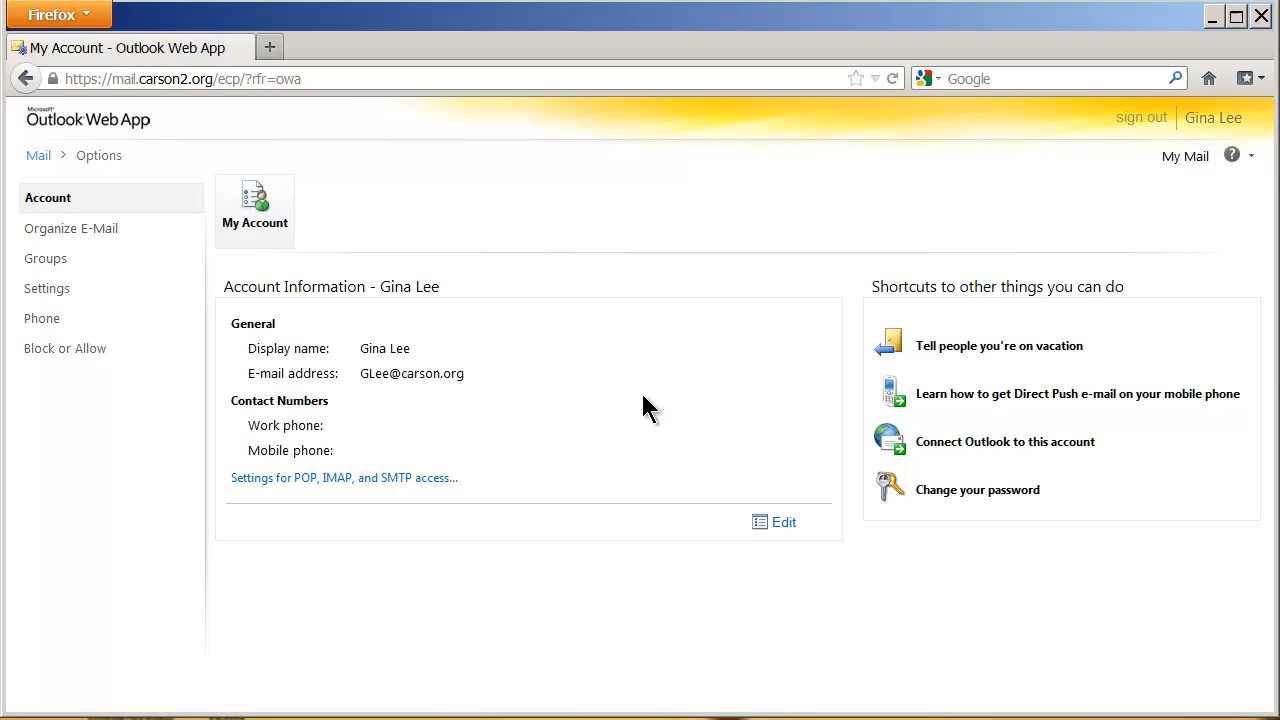 Firefox
My Account - Outlook Web App
https://mail.carson2.org/ecp/?rfr=owa
Google
Microsoft®
Outlook Web App
sign out
Gina Lee
Mail > Options
My Mail
?
Account
Organize E-Mail
Groups
Settings
Phone
Block or Allow
My Account
Account Information - Gina Lee
General
Display name: Gina Lee
E-mail address: GLee@carson.org
Contact Numbers
Work phone:
Mobile phone:
Settings for POP, IMAP, and SMTP access...
Edit
Shortcuts to other things you can do
Tell people you're on vacation
Learn how to get Direct Push e-mail on your mobile phone
Connect Outlook to this account
Change your password